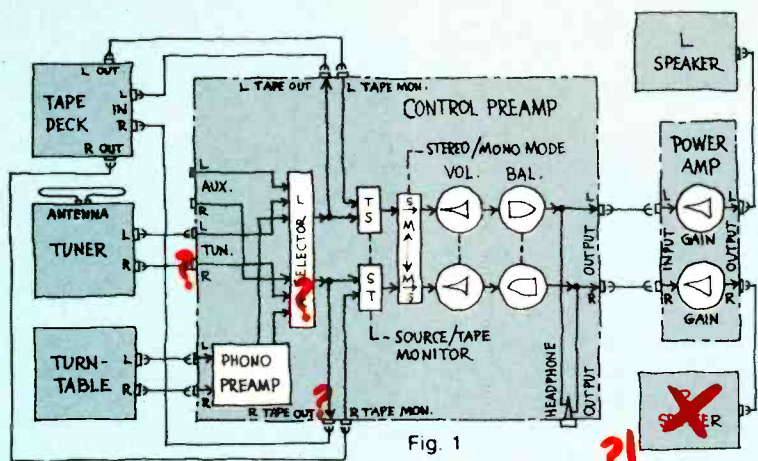 L OUT
TAPE
DECK
L
IN
R
R OUT
ANTENNA
TUNER
L
R
TURN-
TABLE
L
R
L TAPE OUT
L TAPE MON.
CONTROL PREAMP
STEREO/MONO MODE
VOL.
BAL.
L
AUX.
R
L
TUN.
R
?
L
ELECTOR
?
T
S
S
T
S
M
A
M
S
L
PHONO
PREAMP
R
SOURCE/TAPE
MONITOR
R TAPE OUT
?
R TAPE MON.
HEADPHONE
OUTPUT
L
OUTPUT
R
L
SPEAKER
POWER
AMP
L
INPUT
R
GAIN
GAIN
L
OUTPUT
R
ER
?!
Fig. 1